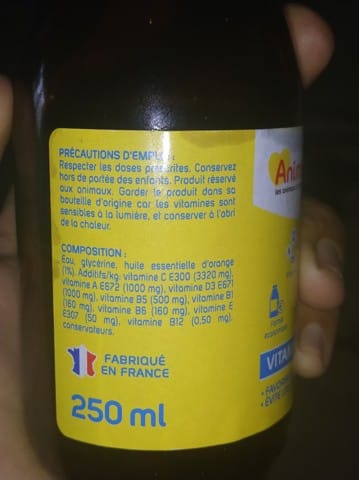 PRÉCAUTIONS D'EMPLOI :
Respecter les doses prescrites. Conservez
hors de portée des enfants. Produit réservé
aux animaux. Garder le produit dans sa
bouteille d'origine car les vitamines sont
sensibles à la lumière, et conserver à l'abri
de la chaleur.
COMPOSITION :
Eau, glycérine, huile essentielle d'orange
(1%). Additifs/kg: vitamine C E300 (3320 mg),
vitamine A E672 (1000 mg), vitamine D3 E671
(1000 mg), vitamine B5 (500 mg), vitamine B1
(160 mg), vitamine B6 (160 mg), vitamine E
E307 (50 mg), vitamine B12 (0,50 mg),
conservateurs.
FABRIQUÉ
EN FRANCE
250 ml
Anim
VITAM